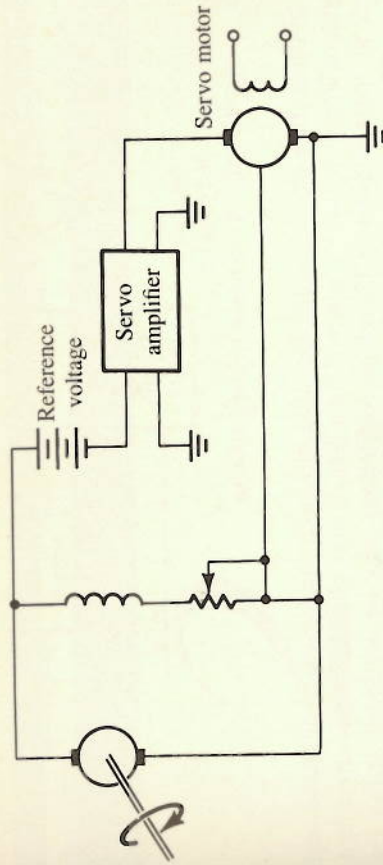 Reference
voltage
Servo
amplifier
Servo motor